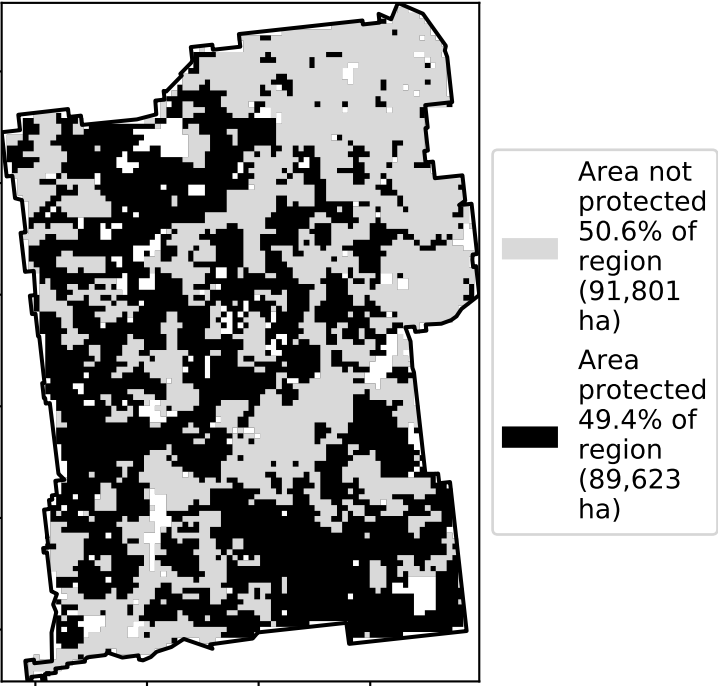 Area not
protected
50.6% of
region
(91,801
ha)
Area
protected
49.4% of
region
(89,623
ha)